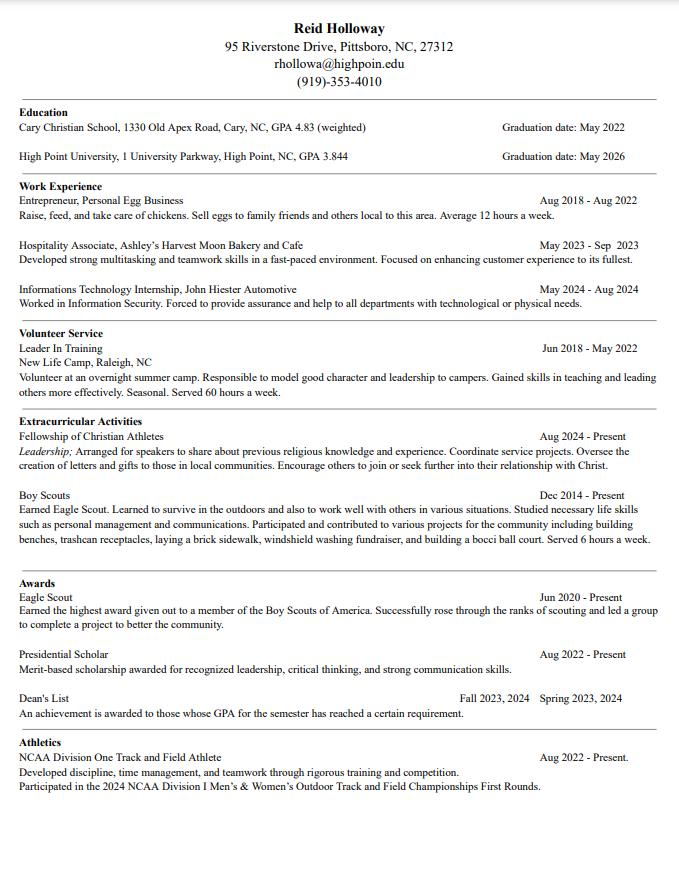 Reid Holloway
95 Riverstone Drive, Pittsboro, NC, 27312
rhollowa@highpoin.edu
(919)-353-4010
Education
Cary Christian School, 1330 Old Apex Road, Cary, NC, GPA 4.83 (weighted) Graduation date: May 2022
High Point University, 1 University Parkway, High Point, NC, GPA 3.844 Graduation date: May 2026
Work Experience
Entrepreneur, Personal Egg Business Aug 2018 - Aug 2022
Raise, feed, and take care of chickens. Sell eggs to family friends and others local to this area. Average 12 hours a week.
Hospitality Associate, Ashley’s Harvest Moon Bakery and Cafe May 2023 - Sep 2023
Developed strong multitasking and teamwork skills in a fast-paced environment. Focused on enhancing customer experience to its fullest.
Informations Technology Internship, John Hiester Automotive May 2024 - Aug 2024
Worked in Information Security. Forced to provide assurance and help to all departments with technological or physical needs.
Volunteer Service
Leader In Training Jun 2018 - May 2022
New Life Camp, Raleigh, NC
Volunteer at an overnight summer camp. Responsible to model good character and leadership to campers. Gained skills in teaching and leading
others more effectively. Seasonal. Served 60 hours a week.
Extracurricular Activities
Fellowship of Christian Athletes Aug 2024 - Present
Leadership; Arranged for speakers to share about previous religious knowledge and experience. Coordinate service projects. Oversee the
creation of letters and gifts to those in local communities. Encourage others to join or seek further into their relationship with Christ.
Boy Scouts Dec 2014 - Present
Earned Eagle Scout. Learned to survive in the outdoors and also to work well with others in various situations. Studied necessary life skills
such as personal management and communications. Participated and contributed to various projects for the community including building
benches, trashcan receptacles, laying a brick sidewalk, windshield washing fundraiser, and building a bocci ball court. Served 6 hours a week.
Awards
Eagle Scout Jun 2020 - Present
Earned the highest award given out to a member of the Boy Scouts of America. Successfully rose through the ranks of scouting and led a group
to complete a project to better the community.
Presidential Scholar Aug 2022 - Present
Merit-based scholarship awarded for recognized leadership, critical thinking, and strong communication skills.
Dean's List Fall 2023, 2024 Spring 2023, 2024
An achievement is awarded to those whose GPA for the semester has reached a certain requirement.
Athletics
NCAA Division One Track and Field Athlete Aug 2022 - Present.
Developed discipline, time management, and teamwork through rigorous training and competition.
Participated in the 2024 NCAA Division I Men’s & Women’s Outdoor Track and Field Championships First Rounds.